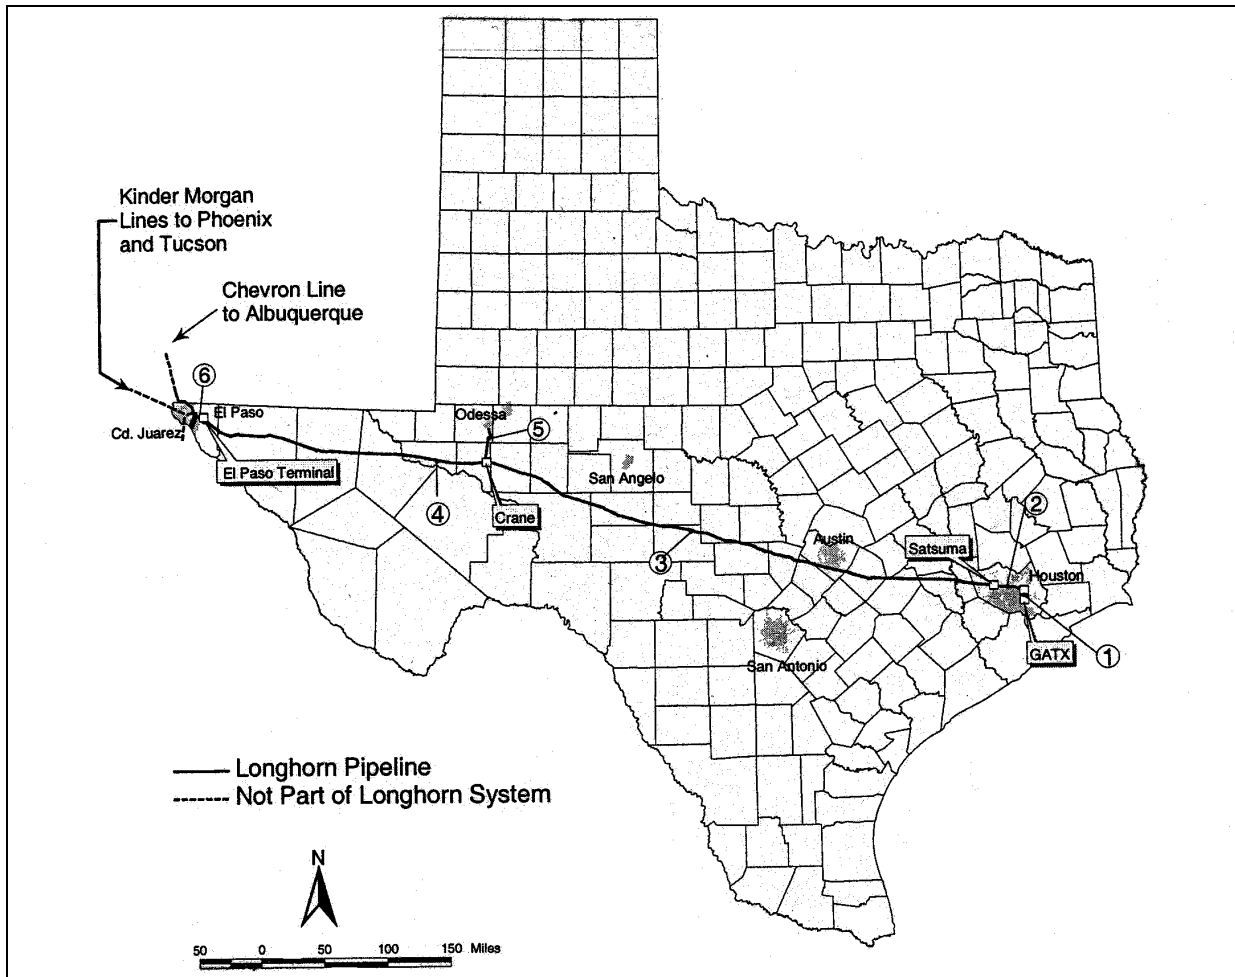 Kinder Morgan
Lines to Phoenix
and Tucson
Chevron Line
to Albuquerque
6
El Paso
Odessa
5
Cd. Juarez
El Paso Terminal
San Angelo
4
Crane
2
3
Austin
Satsuma
Houston
San Antonio
GATX
1
Longhorn Pipeline
Not Part of Longhorn System
N
50 0 50 100 150 Miles